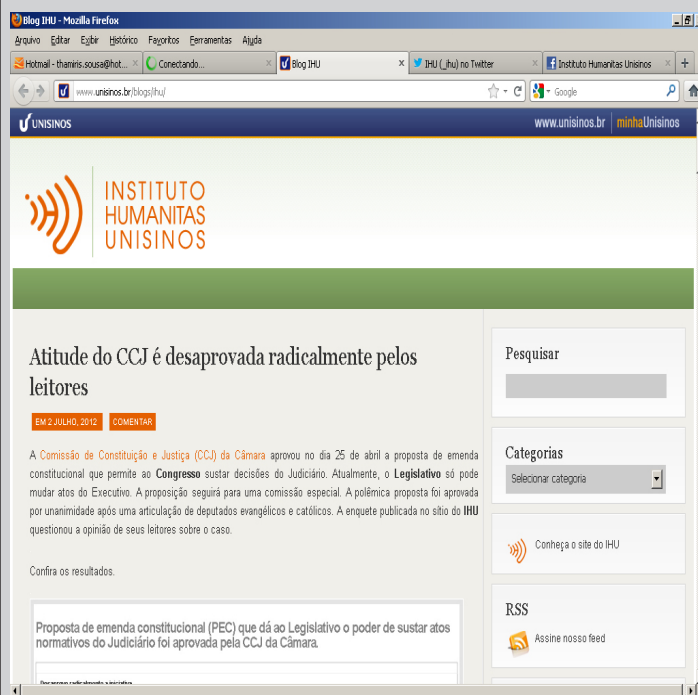 Blog IHU - Mozilla Firefox
Arquivo Editar Exibir Histórico Favoritos Ferramentas Ajuda
Hotmail - thamiris.sousa@hot... Conectando... Blog IHU IHU (_ihu) no Twitter Instituto Humanitas Unisinos
www.unisinos.br/blogs/ihu/ Google
UNISINOS www.unisinos.br minhaUnisinos
INSTITUTO
HUMANITAS
UNISINOS
Atitude do CCJ é desaprovada radicalmente pelos
leitores
EM 2 JULHO, 2012 COMENTAR
A Comissão de Constituição e Justiça (CCJ) da Câmara aprovou no dia 25 de abril a proposta de emenda
constitucional que permite ao Congresso sustar decisões do Judiciário. Atualmente, o Legislativo só pode
mudar atos do Executivo. A proposição seguirá para uma comissão especial. A polêmica proposta foi aprovada
por unanimidade após uma articulação de deputados evangélicos e católicos. A enquete publicada no sítio do IHU
questionou a opinião de seus leitores sobre o caso.
Confira os resultados.
Proposta de emenda constitucional (PEC) que dá ao Legislativo o poder de sustar atos
normativos do Judiciário foi aprovada pela CCJ da Câmara.
Desaprovo radicalmente a iniciativa
Pesquisar
Categorias
Selecionar categoria
Conheça o site do IHU
RSS
Assine nosso feed